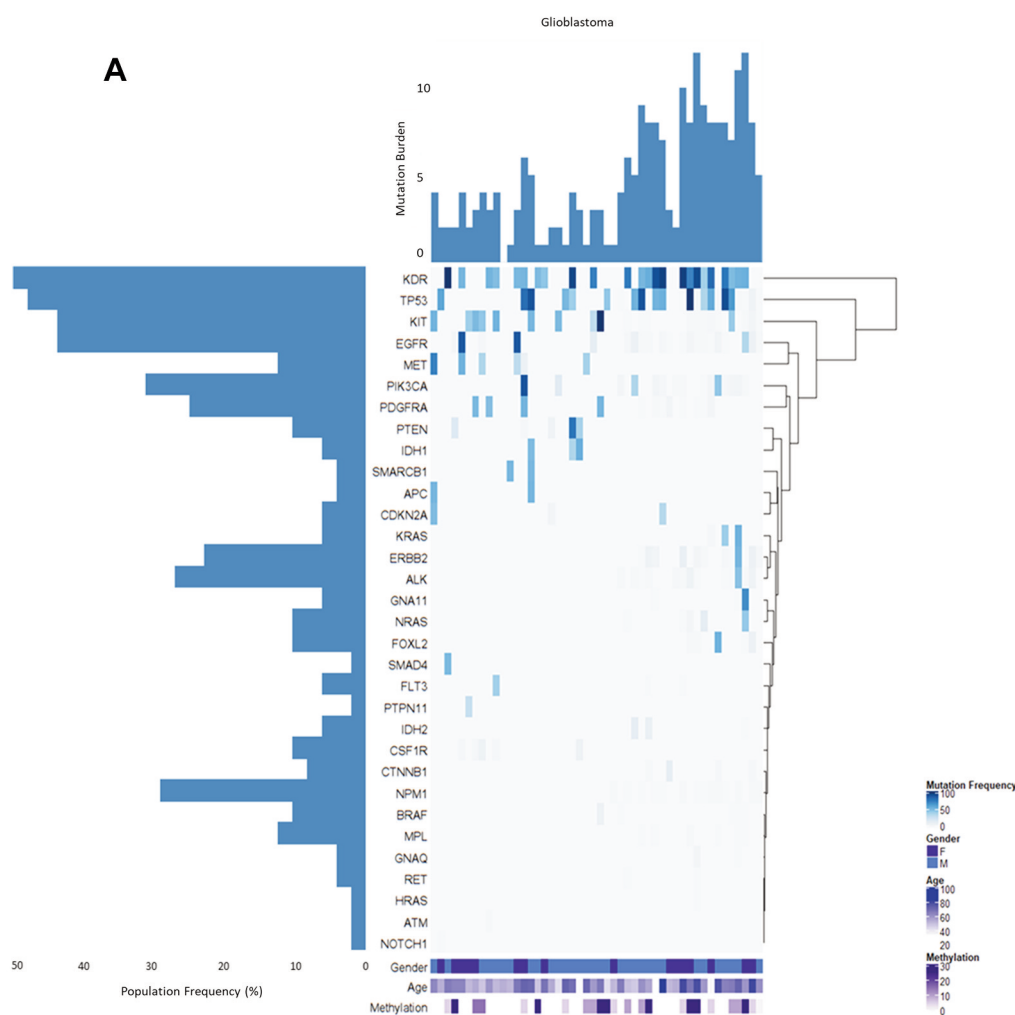 Glioblastoma
A
10
5
0
Mutation Burden
KDR
TP53
KIT
EGFR
MET
PIK3CA
PDGFRA
PTEN
IDH1
SMARCB1
APC
CDKN2A
KRAS
ERBB2
ALK
GNA11
NRAS
FOXL2
SMAD4
FLT3
PTPN11
IDH2
CSF1R
CTNNB1
NPM1
BRAF
MPL
GNAQ
RET
HRAS
ATM
NOTCH1
Gender
Age
Methylation
50 40 30 20 10 0
Population Frequency (%)
Mutation Frequency
100
50
0
Gender
F
M
Age
100
80
60
40
20
Methylation
30
20
10
0